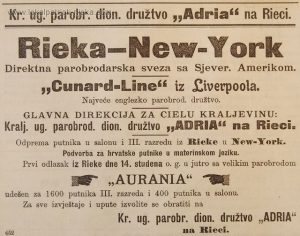 Kr. ug. parobr. dion. družtvo „Adria" na Rieci.
Rieka—New-York
Direktna parobrodarska sveza sa Sjever. Amerikom.
„Cunard-Line" iz Liverpoola.
Najveće englezko parobrod. družtvo.
GLAVNA DIREKCIJA ZA CIELU KRALJEVINU:
Kralj. ug. parobrod. dion. družtvo „ADRIA" na Rieci.
Odprema putnika u salonu i III. razredu iz Rieke u New-York.
Podvorba za hrvatske putnike u materinskom jeziku.
Prvi odlazak iz Rieke dne 14. studena o. g. u jutro sa velikim parobrodom
„AURANIA"
udešen za 1600 putnika III. razreda i 400 putnika u salonu.
Za sve izvještaje i upute izvolite se obratiti na
Kr. ug. parobr. dion. družtvo „ADRIA"
652
na Rieci.